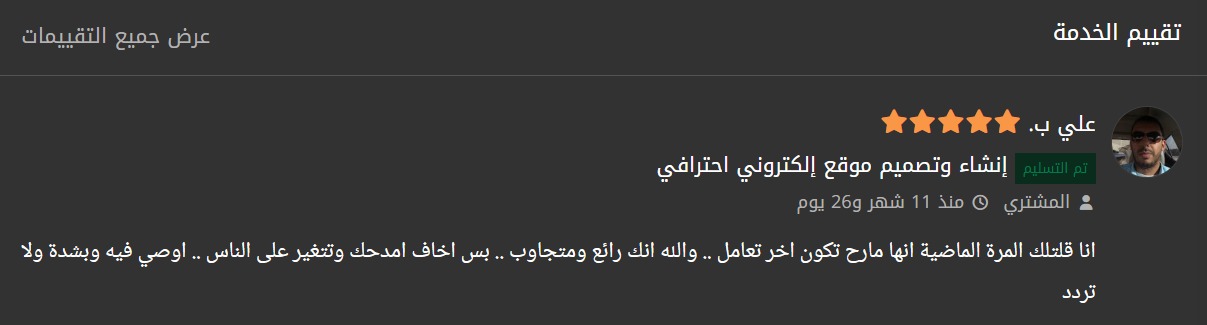 تقييم الخدمة
عرض جميع التقييمات
علي ب.
تم التسليم إنشاء وتصميم موقع إلكتروني احترافي
المشتري منذ 11 شهر و26 يوم
انا قلتلك المرة الماضية انها مارح تكون اخر تعامل .. والله انك رائع ومتجاوب .. بس اخاف امدحك وتتغير على الناس .. اوصي فيه وبشدة ولا
تردد